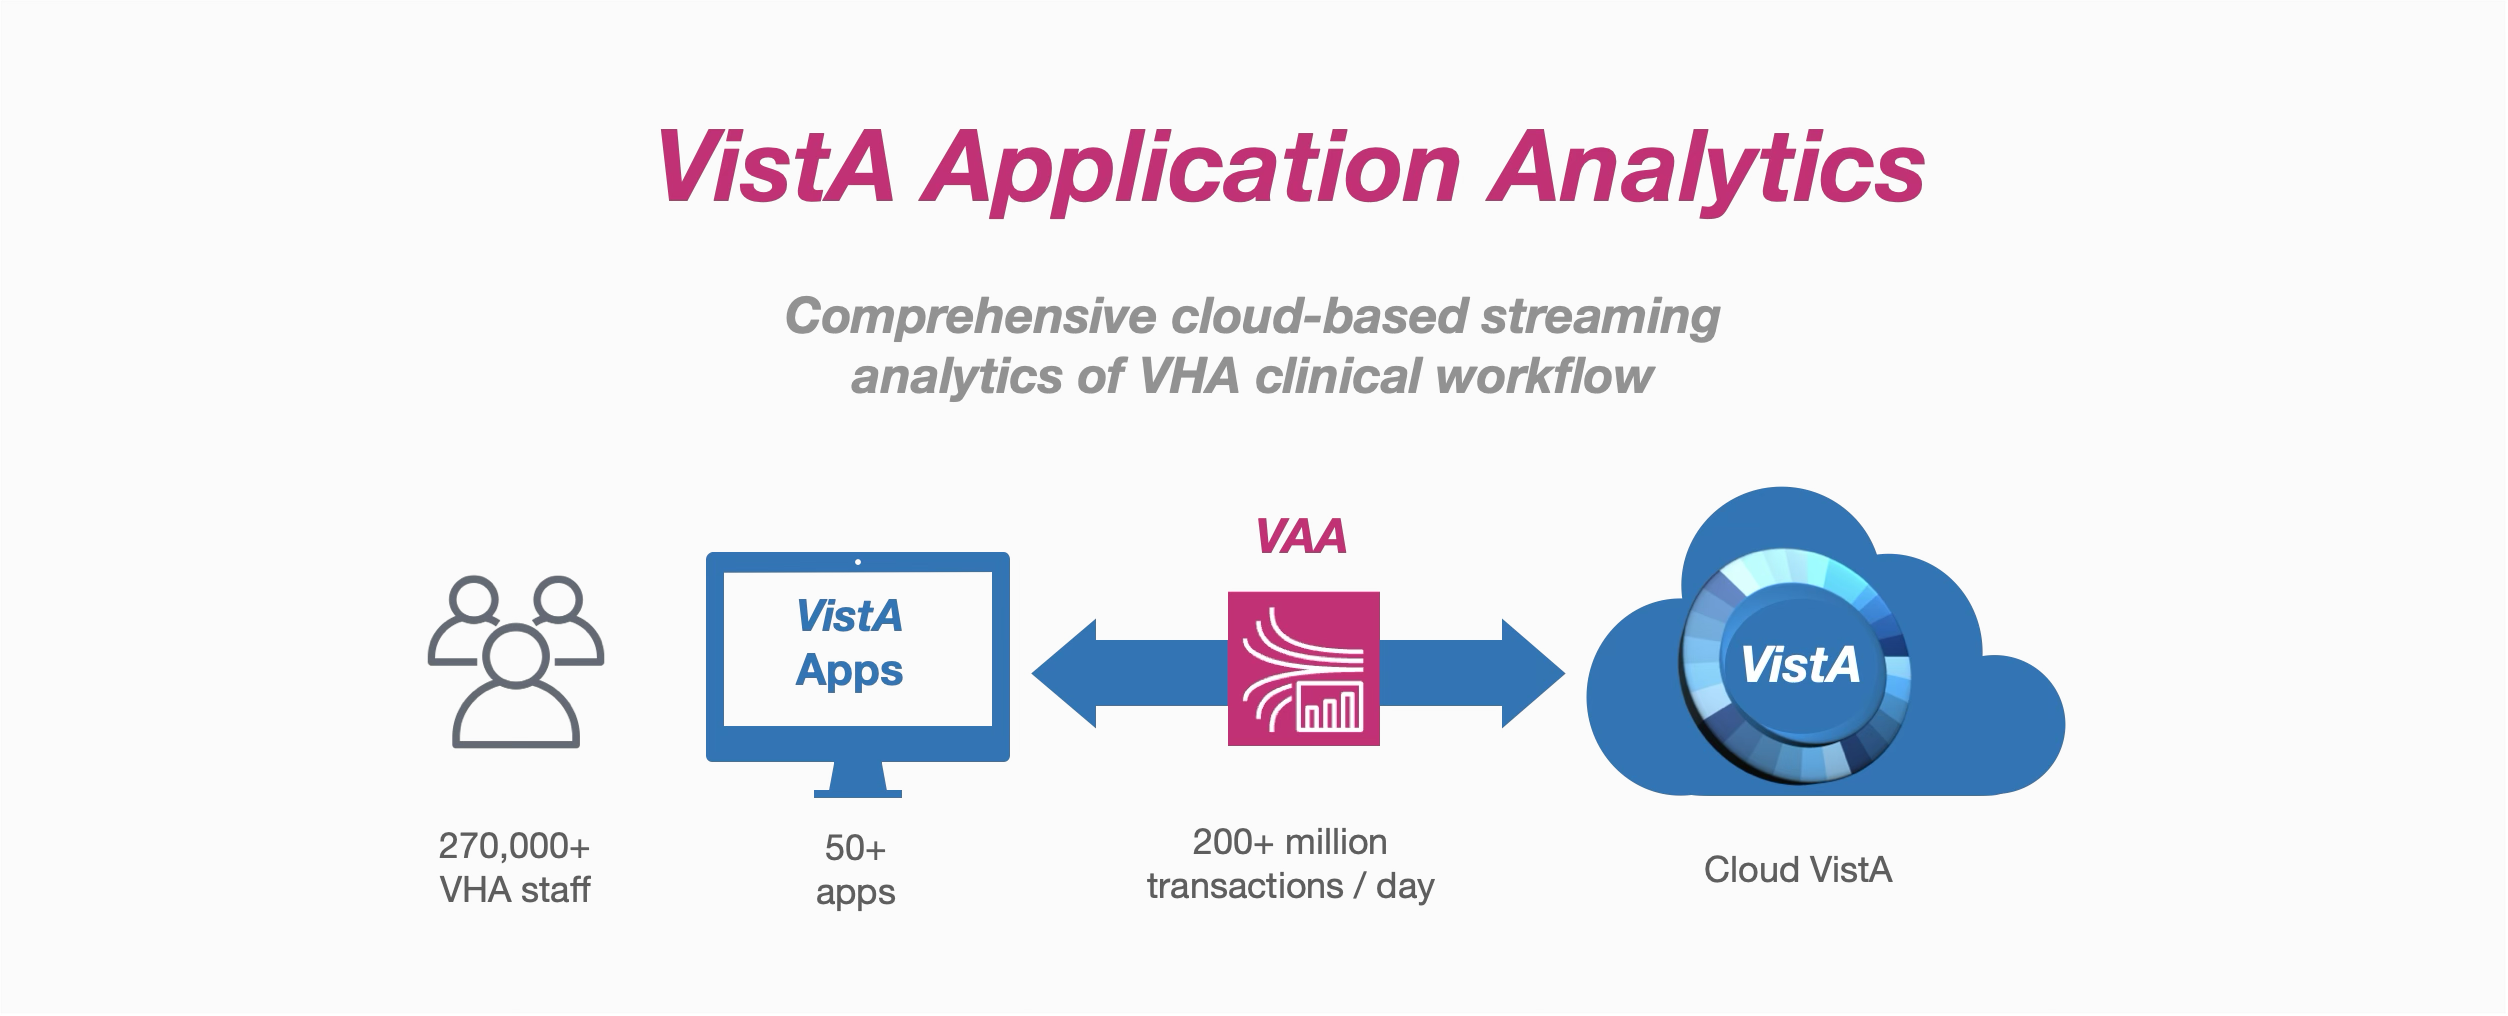 VistA Application Analytics
Comprehensive cloud-based streaming
analytics of VHA clinical workflow
VAA
VistA
Apps
VistA
270,000+
VHA staff
50+
apps
200+ million
transactions / day
Cloud VistA